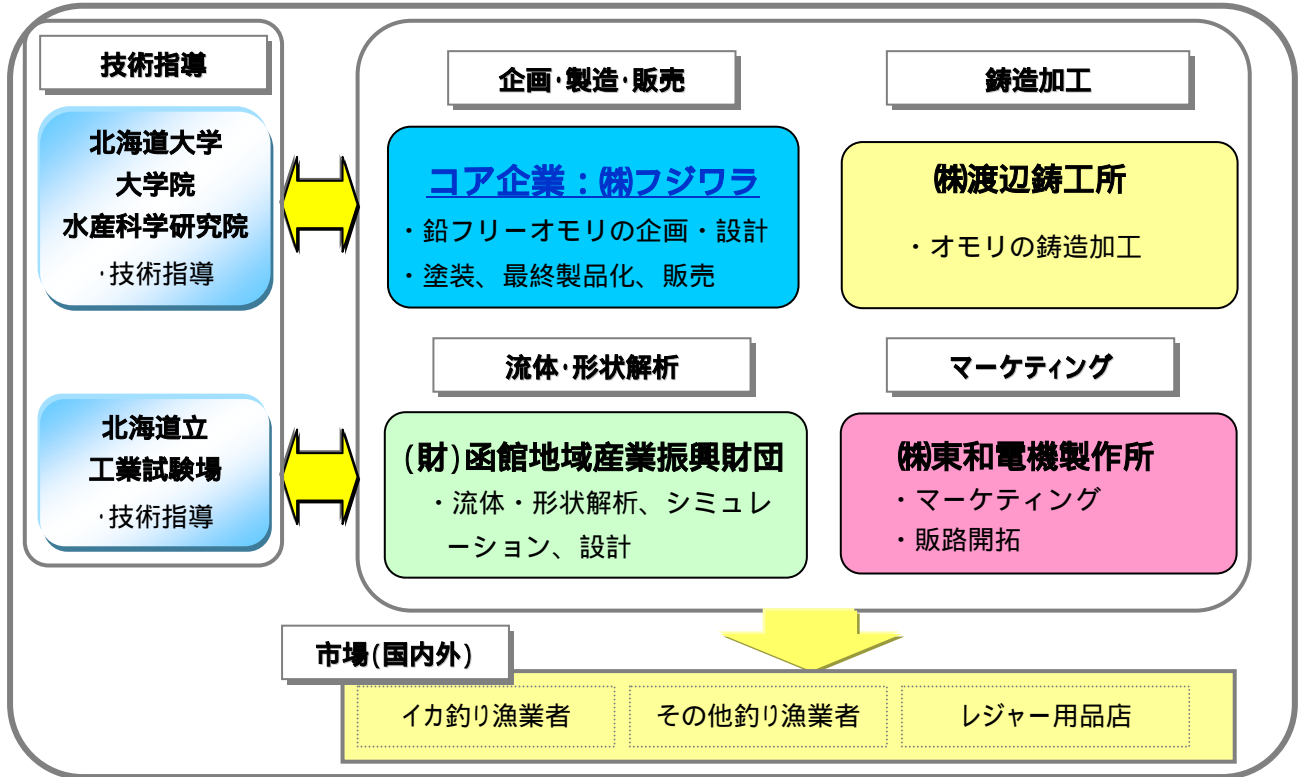 技術指導
北海道大学
大学院
水産科学研究院
・技術指導
北海道立
工業試験場
・技術指導
企画・製造・販売
コア企業：㈱フジワラ
・鉛フリーオモリの企画・設計
・塗装、最終製品化、販売
鋳造加工
㈱渡辺鋳工所
・オモリの鋳造加工
流体・形状解析
(財)函館地域産業振興財団
・流体・形状解析、シミュレ
ーション、設計
マーケティング
㈱東和電機製作所
・マーケティング
・販路開拓
市場(国内外)
イカ釣り漁業者
その他釣り漁業者
レジャー用品店